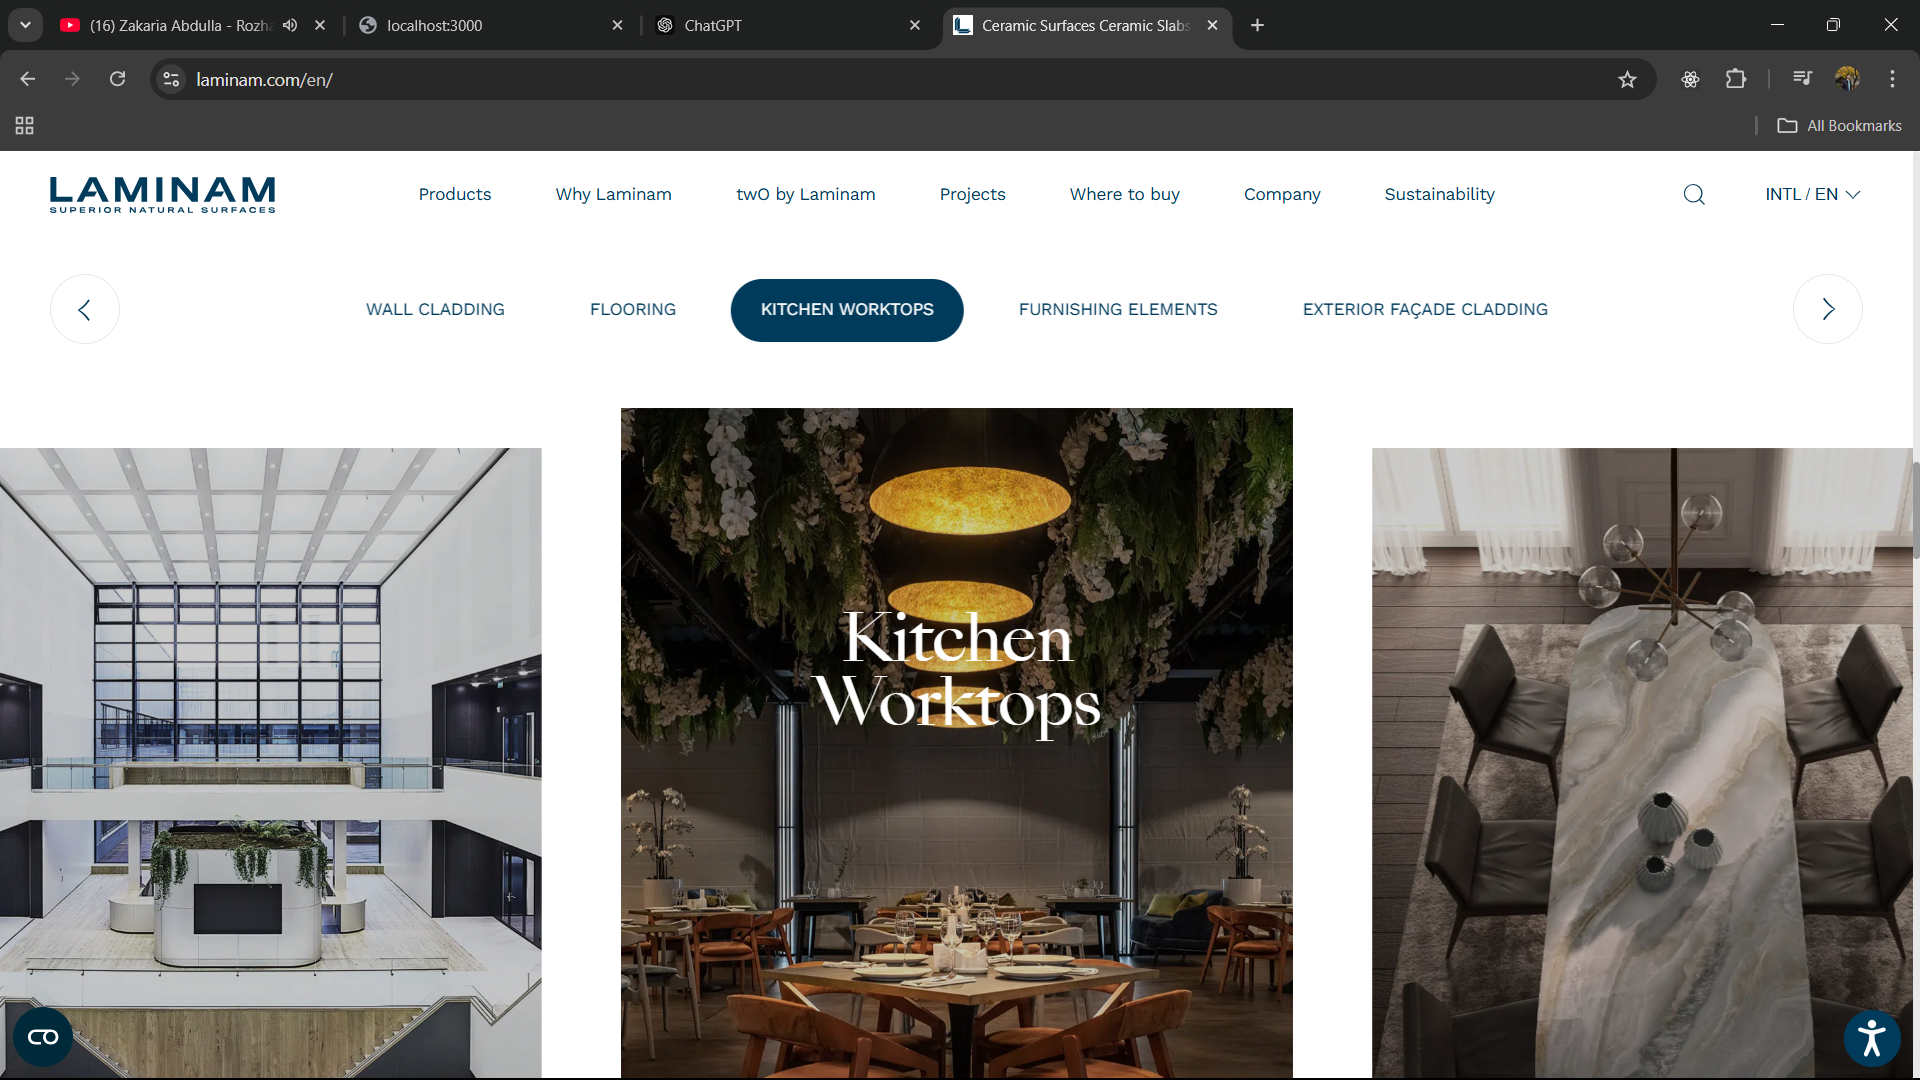 (16) Zakaria Abdulla - Rozha
localhost:3000
ChatGPT
Ceramic Surfaces Ceramic Slabs
laminam.com/en/
All Bookmarks
LAMINAM
SUPERIOR NATURAL SURFACES
Products
Why Laminam
twO by Laminam
Projects
Where to buy
Company
Sustainability
INTL / EN
WALL CLADDING
FLOORING
KITCHEN WORKTOPS
FURNISHING ELEMENTS
EXTERIOR FAÇADE CLADDING
Kitchen
Worktops